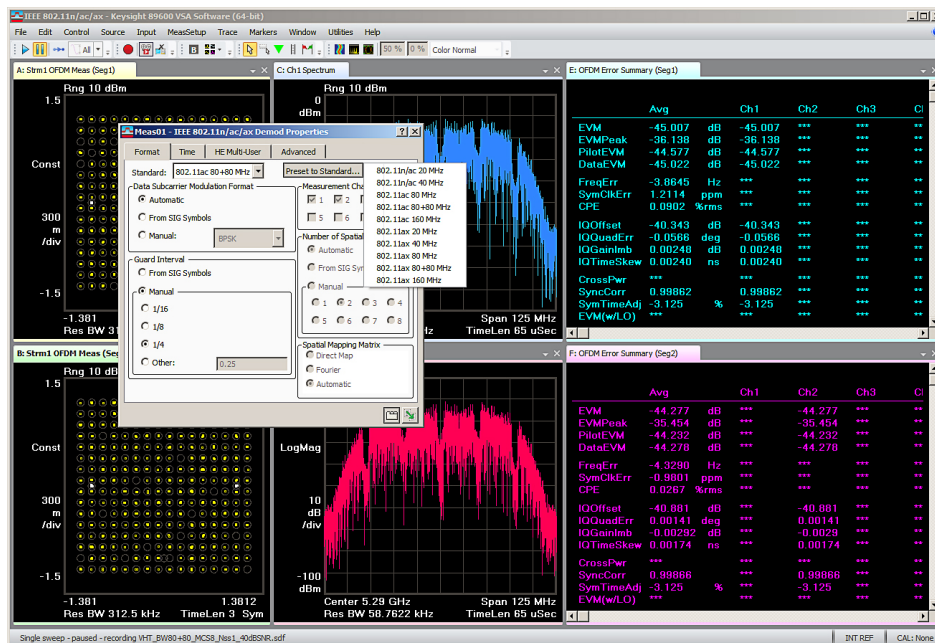 IEEE 802.11n/ac/ax - Keysight 89600 VSA Software (64-bit)
File Edit Control Source Input MeasSetup Trace Markers Window Utilities Help
All 50 % 0 % Color Normal
A: Strm1 OFDM Meas (Seg1)
Rng 10 dBm
1.5
Const
300
m
/div
-1.5
-1.381
Res BW 31
C: Ch1 Spectrum
Rng 10 dBm
0
dBm
Span 125 MHz
Hz TimeLen 65 uSec
Meas01 - IEEE 802.11n/ac/ax Demod Properties
Format Time HE Multi-User Advanced
Standard: 802.11ac 80+80 MHz Preset to Standard...
802.11n/ac 20 MHz
802.11n/ac 40 MHz
802.11ac 80 MHz
802.11ac 80+80 MHz
802.11ac 160 MHz
802.11ax 20 MHz
802.11ax 40 MHz
802.11ax 80 MHz
802.11ax 80+80 MHz
802.11ax 160 MHz
Data Subcarrier Modulation Format
Automatic
From SIG Symbols
Manual: BPSK
Guard Interval
From SIG Symbols
Manual
1/16
1/8
1/4
Other: 0.25
Measurement Cha
1 2
5 6
Number of Spatial
Automatic
From SIG Syr
Manual
1 2 3 4
5 6 7 8
Spatial Mapping Matrix
Direct Map
Fourier
Automatic
E: OFDM Error Summary (Seg1)
Avg Ch1 Ch2 Ch3 Cl
EVM -45.007 dB -45.007 *** *** **
EVMPeak -36.138 dB -36.138 *** *** **
PilotEVM -44.577 dB -44.577 *** *** **
DataEVM -45.022 dB -45.022 *** *** **
FreqErr -3.8645 Hz *** *** *** **
SymClkErr 1.2114 ppm *** *** *** **
CPE 0.0902 %rms *** *** *** **
IQOffset -40.343 dB -40.343 *** *** **
IQQuadErr -0.0566 deg -0.0566 *** *** **
IQGainImb 0.00248 dB 0.00248 *** *** **
IQTimeSkew 0.00240 ns 0.00240 *** *** **
CrossPwr *** *** *** *** **
SyncCorr 0.99862 0.99862 *** *** **
SymTimeAdj -3.125 % -3.125 *** *** **
EVM(w/LO) *** *** *** *** **
B: Strm1 OFDM Meas (Seg
Rng 10 dB
1.5
Const
300
m
/div
-1.5
-1.381 1.3812
Res BW 312.5 kHz TimeLen 3 Sym
LogMag
10
dB
/div
-100
dBm
Center 5.29 GHz Span 125 MHz
Res BW 58.7622 kHz TimeLen 65 uSec
F: OFDM Error Summary (Seg2)
Avg Ch1 Ch2 Ch3 Cl
EVM -44.277 dB *** -44.277 *** **
EVMPeak -35.454 dB *** -35.454 *** **
PilotEVM -44.232 dB *** -44.232 *** **
DataEVM -44.278 dB *** -44.278 *** **
FreqErr -4.3290 Hz *** *** *** **
SymClkErr -0.9801 ppm *** *** *** **
CPE 0.0267 %rms *** *** *** **
IQOffset -40.881 dB *** -40.881 *** **
IQQuadErr 0.00141 deg *** 0.00141 *** **
IQGainImb -0.00292 dB *** -0.0029 *** **
IQTimeSkew 0.00174 ns *** 0.00174 *** **
CrossPwr *** *** *** *** **
SyncCorr 0.99866 *** 0.99866 *** **
SymTimeAdj -3.125 % *** -3.125 *** **
EVM(w/LO) *** *** *** *** **
Single sweep - paused - recording VHT_BW80+80_MCS8_Nss1_40dBSNR.sdf INT REF CAL: None